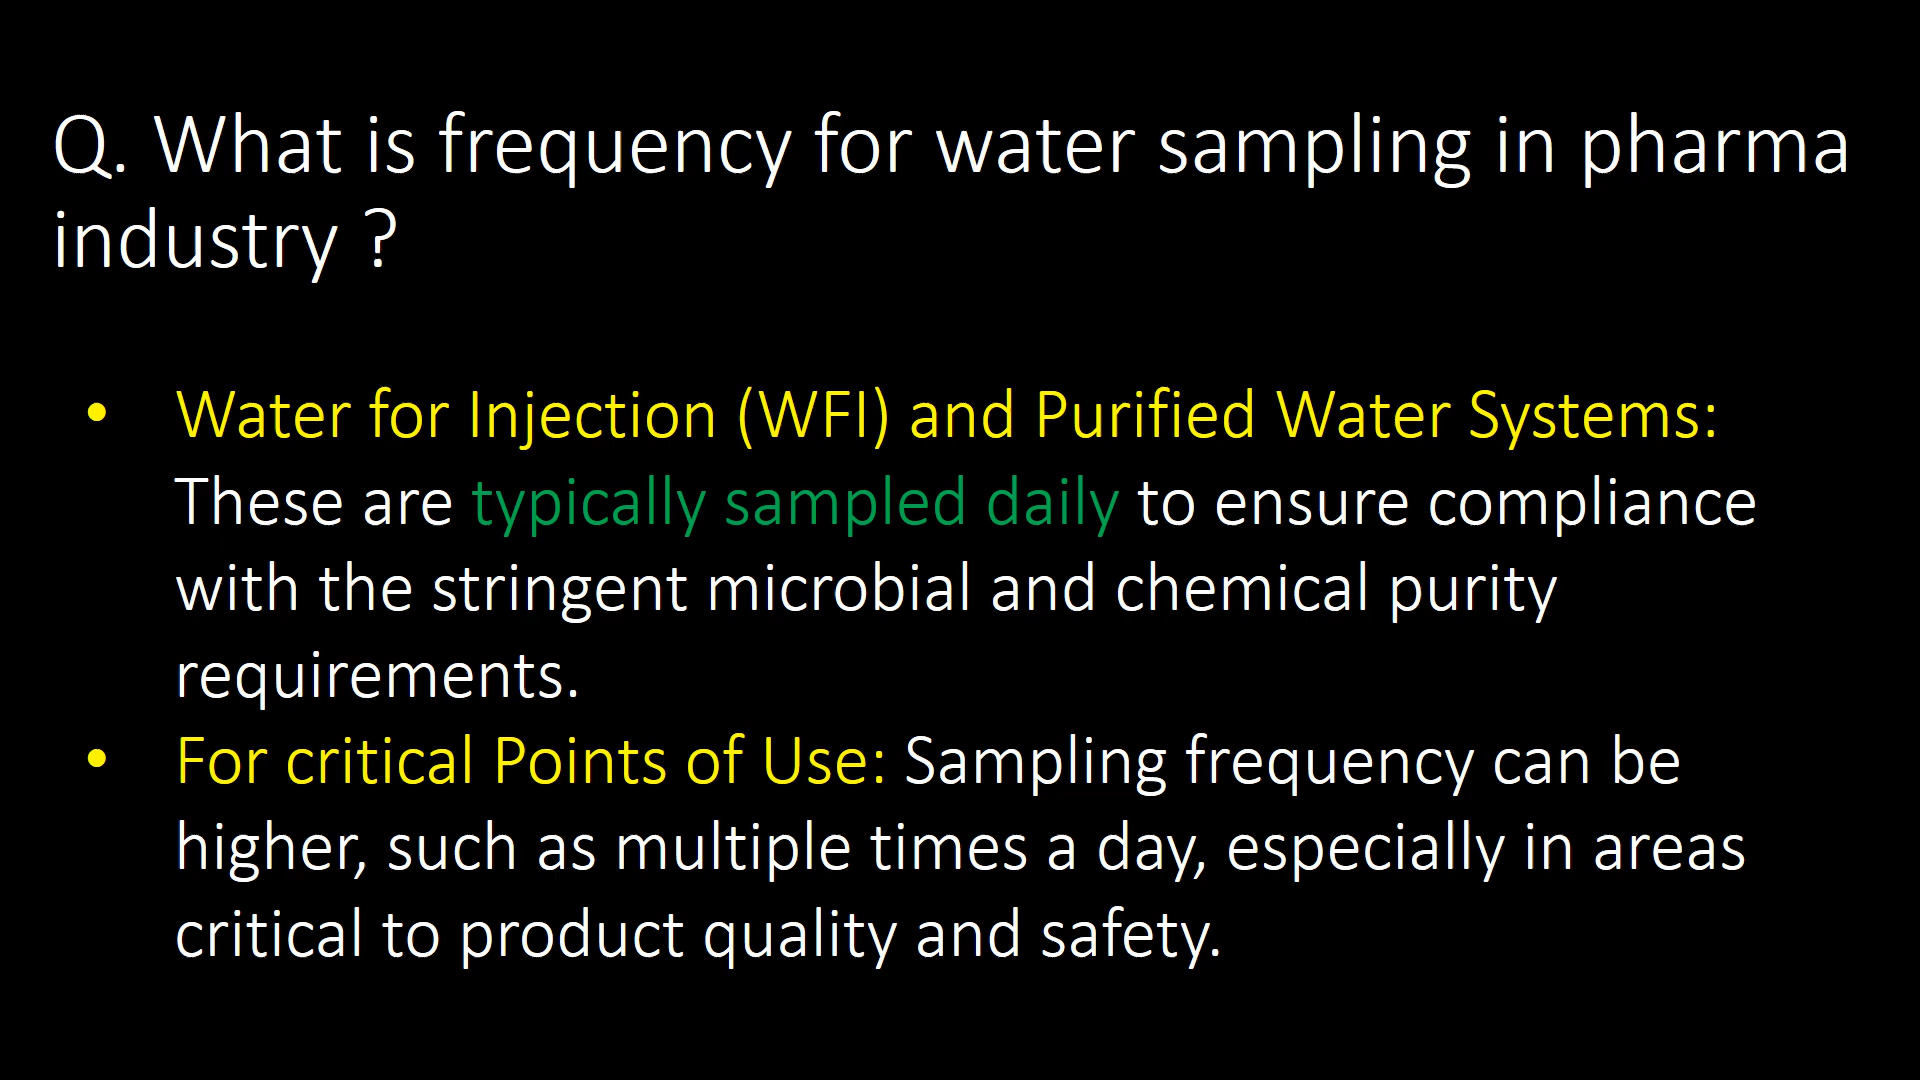 Q. What is frequency for water sampling in pharma
industry ?
• Water for Injection (WFI) and Purified Water Systems:
These are typically sampled daily to ensure compliance
with the stringent microbial and chemical purity
requirements.
• For critical Points of Use: Sampling frequency can be
higher, such as multiple times a day, especially in areas
critical to product quality and safety.